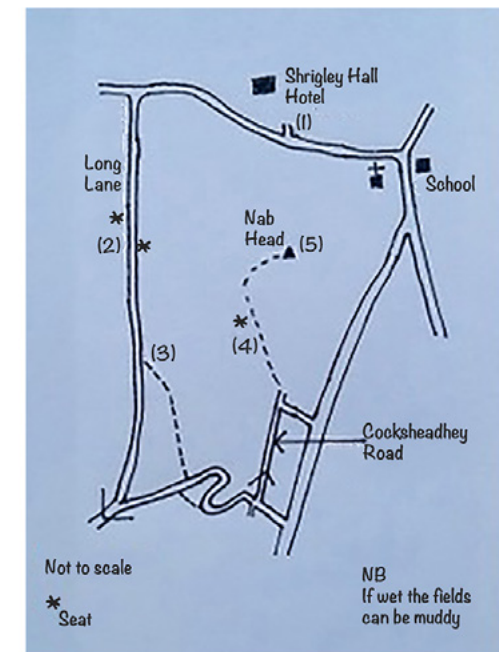 Shrigley Hall
Hotel
(1)
Long
Lane
School
Nab
Head
(5)
(2)
(3)
(4)
Cocksheadhey
Road
Not to scale
NB
If wet the fields
can be muddy
* Seat